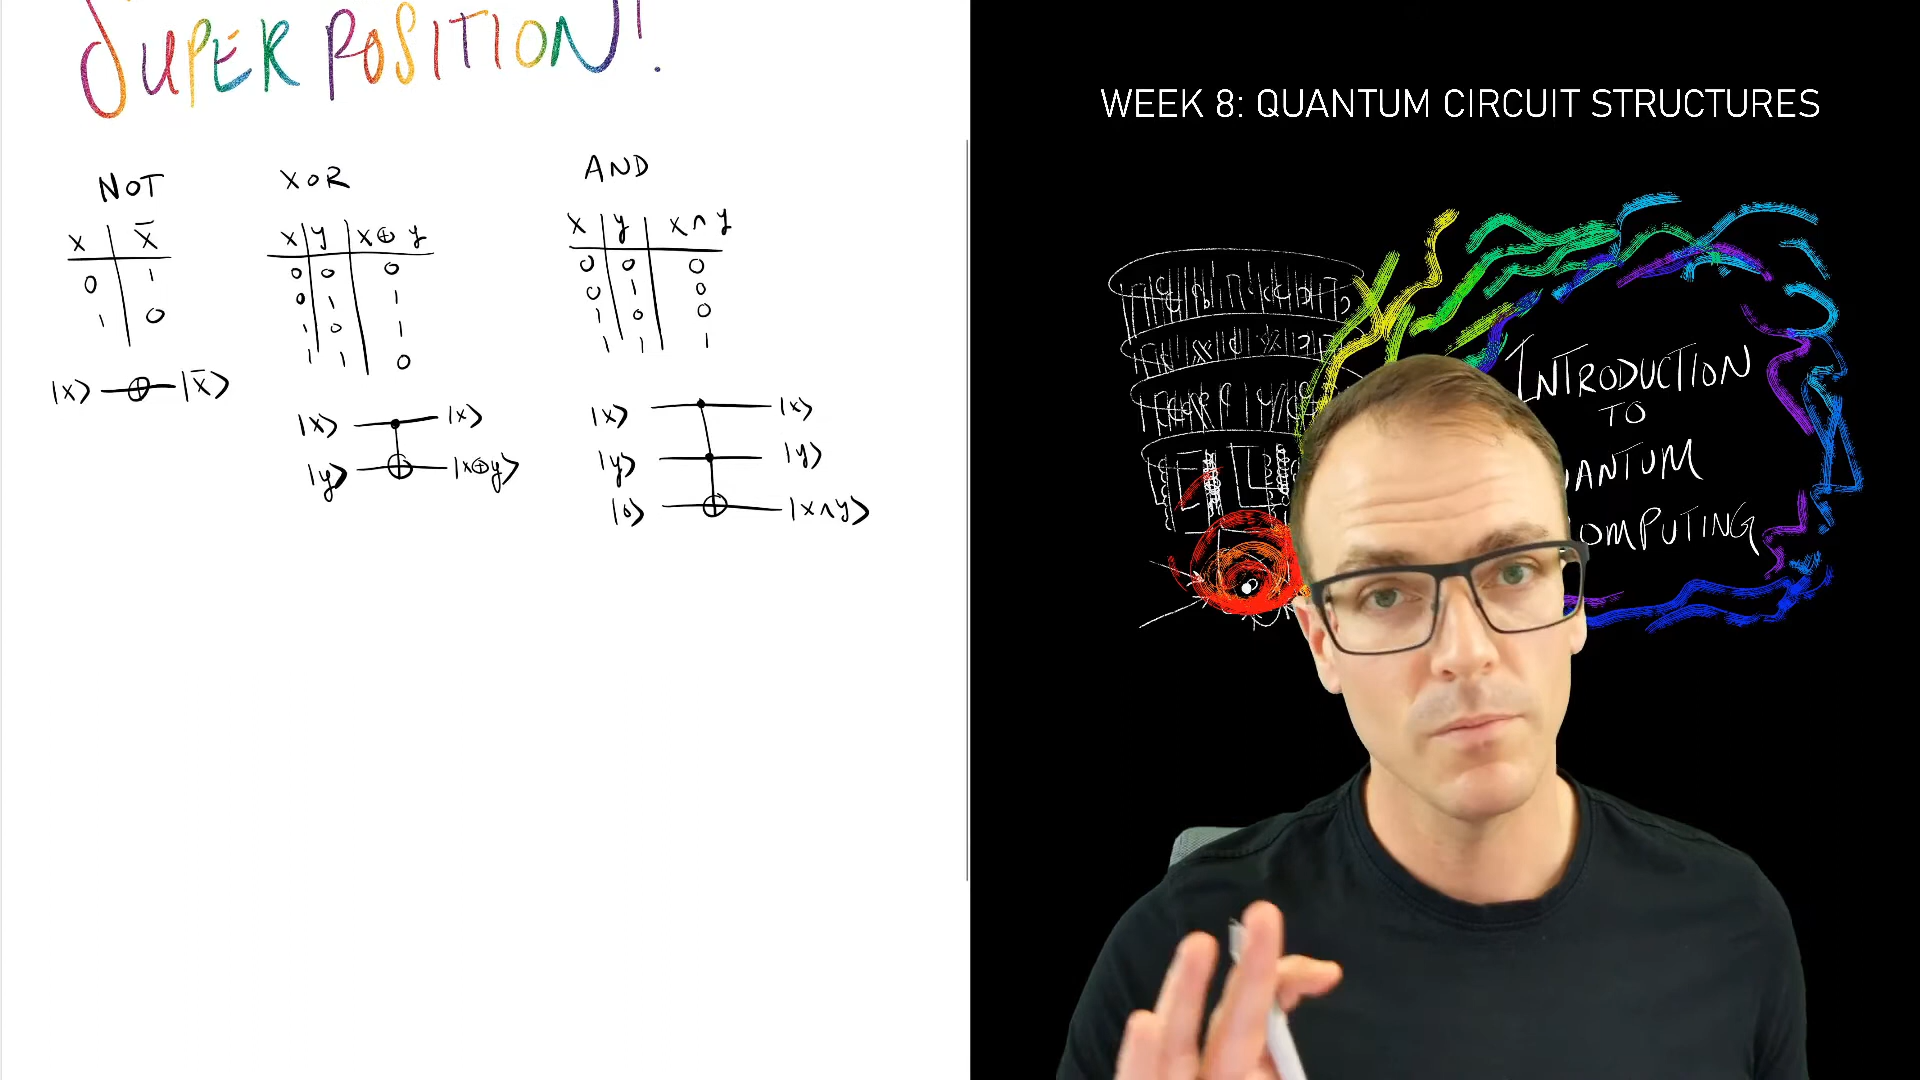 SUPERPOSITION!
NOT
x x̅
0 1
1 0
|x⟩ |x̅⟩
XOR
x y x⊕y
0 0 0
0 1 1
1 0 1
1 1 0
|x⟩ |x⟩
|y⟩ |x⊕y⟩
AND
x y x∧y
0 0 0
0 1 0
1 0 0
1 1 1
|x⟩ |x⟩
|y⟩ |y⟩
|0⟩ |x∧y⟩
WEEK 8: QUANTUM CIRCUIT STRUCTURES
INTRODUCTION
TO
UANTUM
OMPUTING